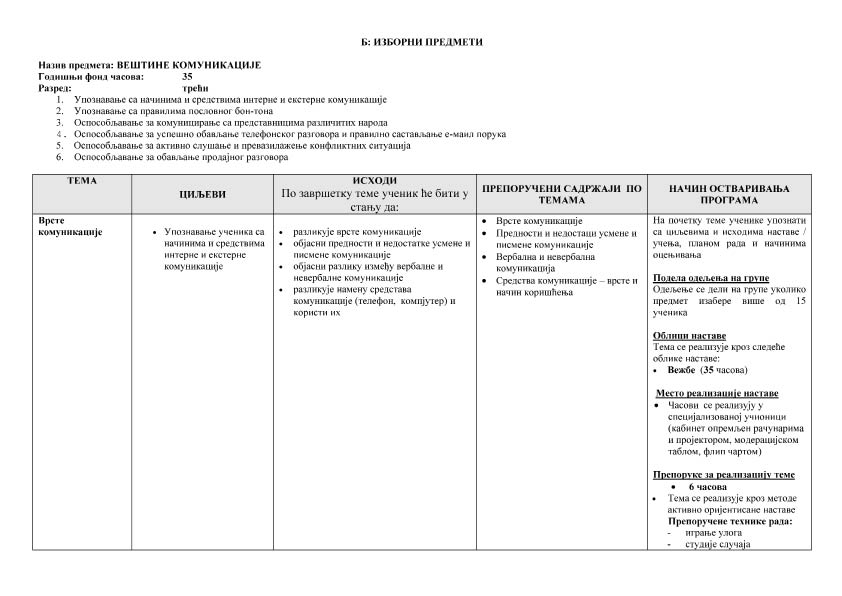 Б: ИЗБОРНИ ПРЕДМЕТИ
Назив предмета: ВЕШТИНЕ КОМУНИКАЦИЈЕ
Годишњи фонд часова: 35
Разред: трећи
1. Упознавање са начинима и средствима интерне и екстерне комуникације
2. Упознавање са правилима пословног бон-тона
3. Оспособљавање за комуницирање са представницима различитих народа
4. Оспособљавање за успешно обављање телефонског разговора и правилно састављање е-маил порука
5. Оспособљавање за активно слушање и превазилажење конфликтних ситуација
6. Оспособљавање за обављање продајног разговора
ТЕМА
ЦИЉЕВИ
ИСХОДИ
По завршетку теме ученик ће бити у
стању да:
ПРЕПОРУЧЕНИ САДРЖАЈИ ПО
ТЕМАМА
НАЧИН ОСТВАРИВАЊА
ПРОГРАМА
Врсте
комуникације
• Упознавање ученика са
начинима и средствима
интерне и екстерне
комуникације
• разликује врсте комуникације
• објасни предности и недостатке усмене и
писмене комуникације
• објасни разлику између вербалне и
невербалне комуникације
• разликује намену средстава
комуникације (телефон, компјутер) и
користи их
• Врсте комуникације
• Предности и недостаци усмене и
писмене комуникације
• Вербална и невербална
комуникација
• Средства комуникације – врсте и
начин коришћења
На почетку теме ученике упознати
са циљевима и исходима наставе /
учења, планом рада и начинима
оцењивања
Подела одељења на групе
Одељење се дели на групе уколико
предмет изабере више од 15
ученика
Облици наставе
Тема се реализује кроз следеће
облике наставе:
• Вежбе (35 часова)
Место реализације наставе
• Часови се реализују у
специјализованој учионици
(кабинет опремљен рачунарима
и пројектором, модерацијском
таблом, флип чартом)
Препоруке за реализацију теме
• 6 часова
• Тема се реализује кроз методе
активно оријентисане наставе
Препоручене технике рада:
- играње улога
- студије случаја